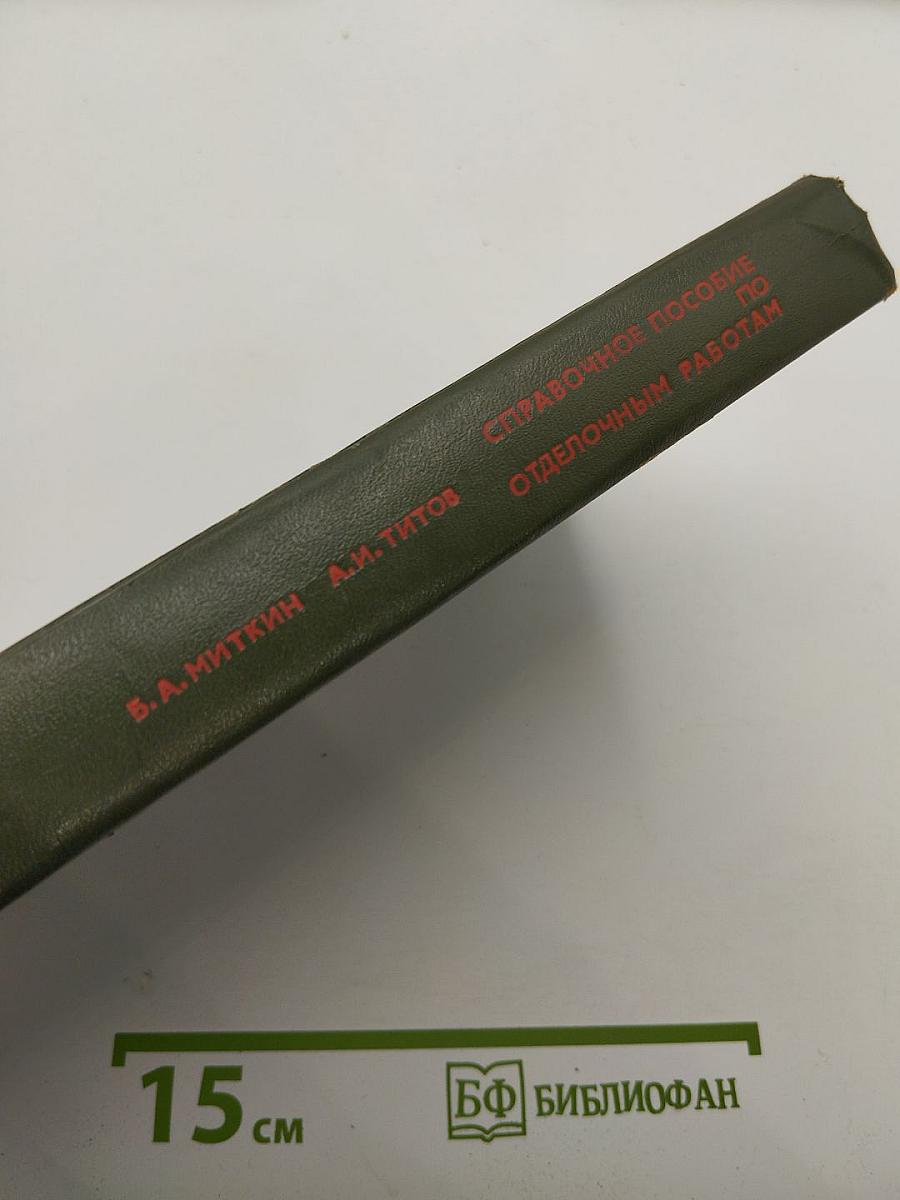 Б.А.МИТКИН А.И.ТИТОВ
СПРАВОЧНОЕ ПОСОБИЕ
ПО
ОТДЕЛОЧНЫМ РАБОТАМ
15 см
БФ БИБЛИОФАН